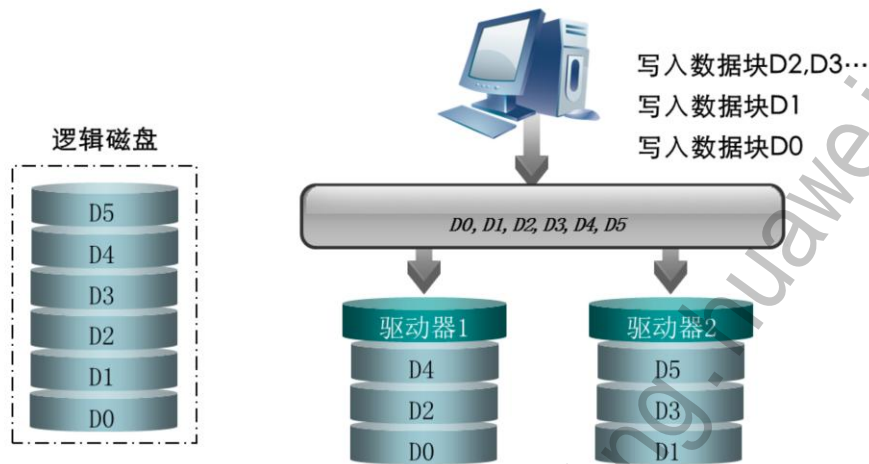 写入数据块D2,D3…
写入数据块D1
写入数据块D0
逻辑磁盘
D5
D4
D3
D2
D1
D0
D0, D1, D2, D3, D4, D5
驱动器1
D4
D2
D0
驱动器2
D5
D3
D1
ng.huawei